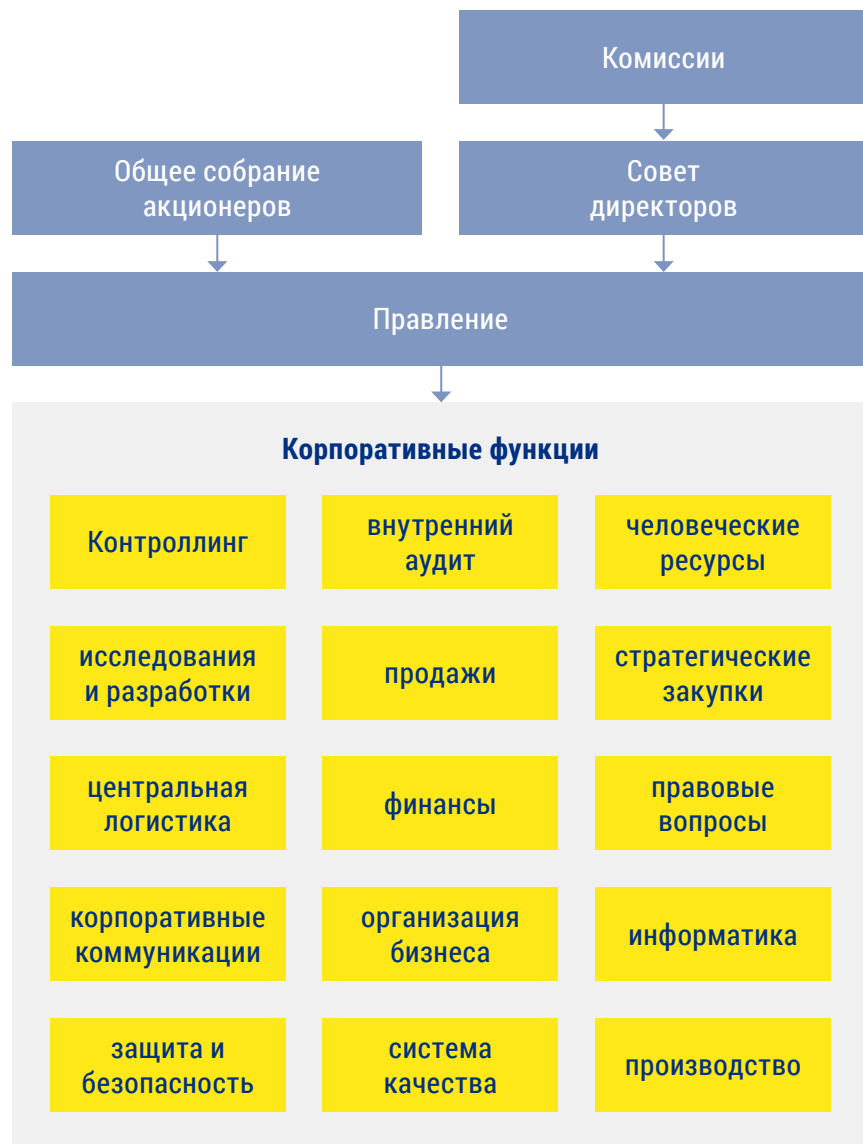 Комиссии
Общее собрание
акционеров
Совет
директоров
Правление
Корпоративные функции
Контроллинг
внутренний
аудит
человеческие
ресурсы
исследования
и разработки
продажи
стратегические
закупки
центральная
логистика
финансы
правовые
вопросы
корпоративные
коммуникации
организация
бизнеса
информатика
защита и
безопасность
система
качества
производство